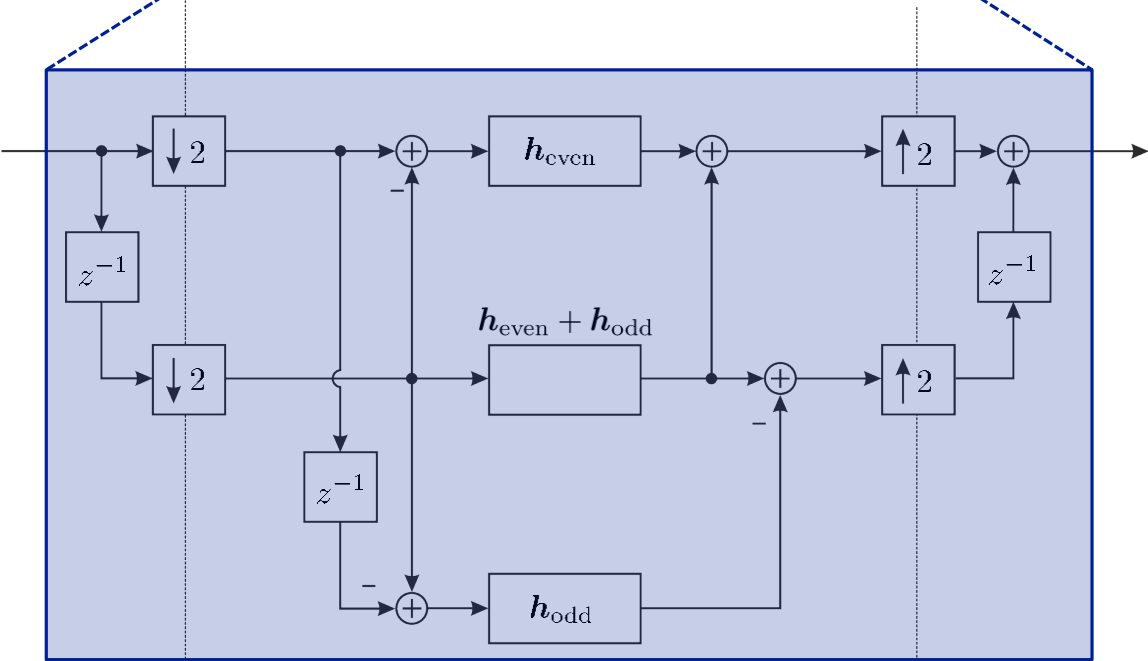 ↓ 2
+
−
h_even
+
↑ 2
+
z^{-1}
z^{-1}
h_even + h_odd
↓ 2
+
↑ 2
−
z^{-1}
−
+
h_odd